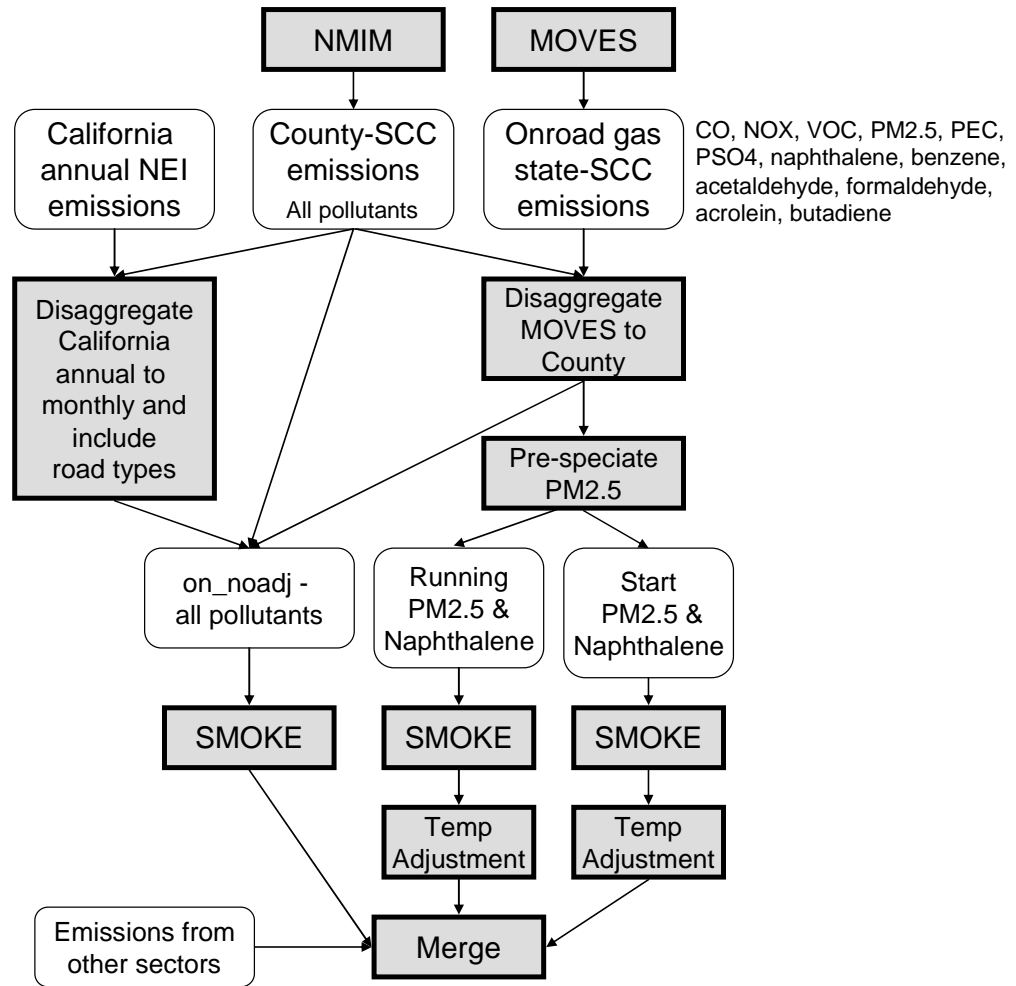 NMIM
MOVES
California
annual NEI
emissions
County-SCC
emissions
All pollutants
Onroad gas
state-SCC
emissions
CO, NOX, VOC, PM2.5, PEC,
PSO4, naphthalene, benzene,
acetaldehyde, formaldehyde,
acrolein, butadiene
Disaggregate
California
annual to
monthly and
include
road types
Disaggregate
MOVES to
County
Pre-speciate
PM2.5
on_noadj -
all pollutants
Running
PM2.5 &
Naphthalene
Start
PM2.5 &
Naphthalene
SMOKE
SMOKE
SMOKE
Temp
Adjustment
Temp
Adjustment
Emissions from
other sectors
Merge